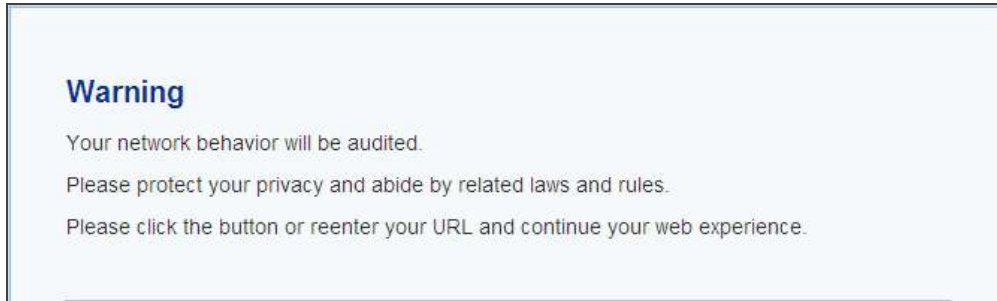 Warning
Your network behavior will be audited.
Please protect your privacy and abide by related laws and rules.
Please click the button or reenter your URL and continue your web experience.